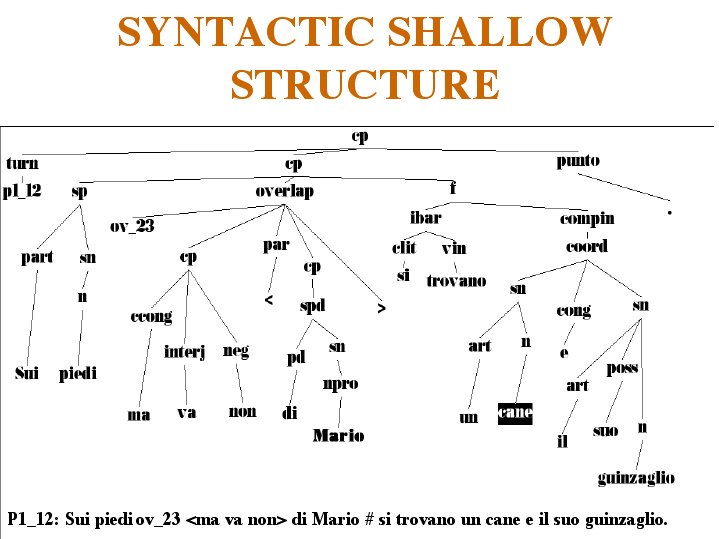 SYNTACTIC SHALLOW
STRUCTURE
cp
turn cp punto
p1_12 sp overlap f .
ov_23 ibar compin
part sn cp par cp clit vin coord
n < spd > si trovano sn cong sn
ccong interj neg pd sn art n e art poss
Sui piedi npro suo n
ma va non di Mario un cane il guinzaglio
P1_12: Sui piedi ov_23 <ma va non> di Mario # si trovano un cane e il suo guinzaglio.